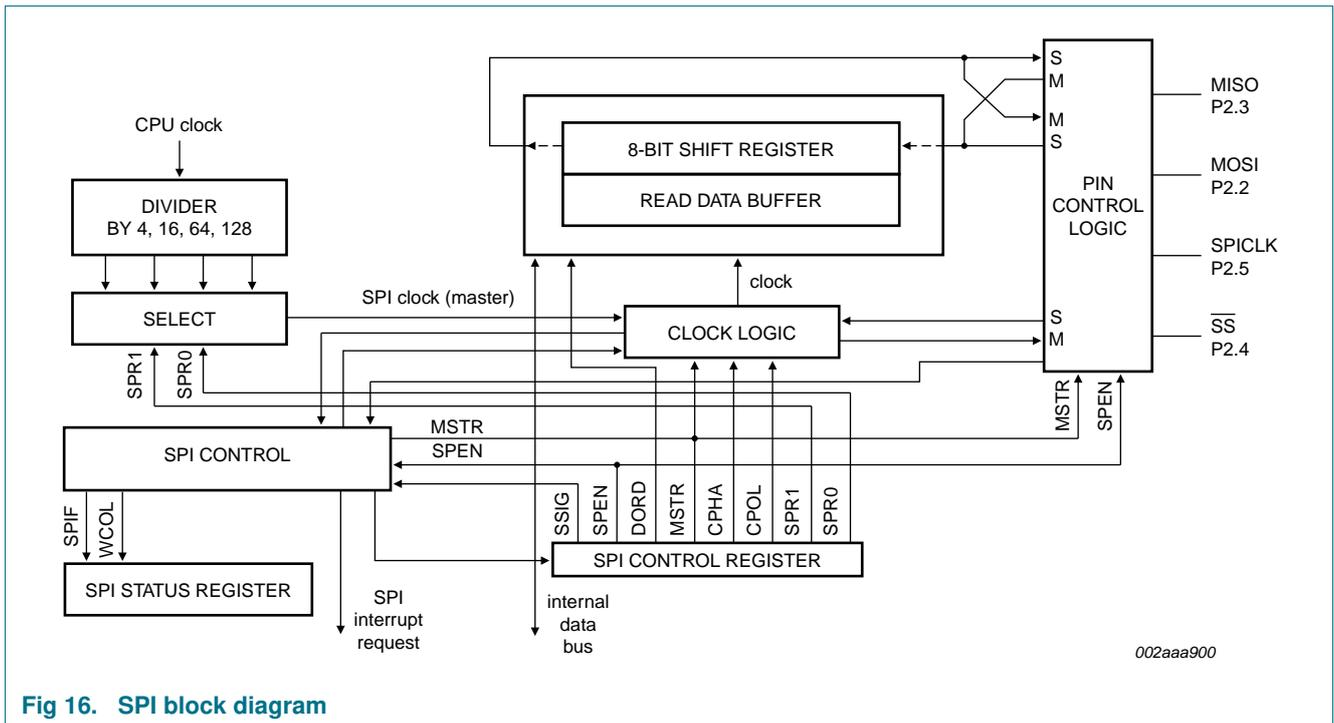 CPU clock
DIVIDER
BY 4, 16, 64, 128
SELECT
SPR1
SPR0
SPI clock (master)
8-BIT SHIFT REGISTER
READ DATA BUFFER
clock
CLOCK LOGIC
S
M
M
S
PIN
CONTROL
LOGIC
S
M
MISO
P2.3
MOSI
P2.2
SPICLK
P2.5
SS
P2.4
MSTR
SPEN
SPI CONTROL
MSTR
SPEN
SPIF
WCOL
SPI STATUS REGISTER
SSIG
SPEN
DORD
MSTR
CPHA
CPOL
SPR1
SPR0
SPI CONTROL REGISTER
SPI
interrupt
request
internal
data
bus
002aaa900
Fig 16. SPI block diagram